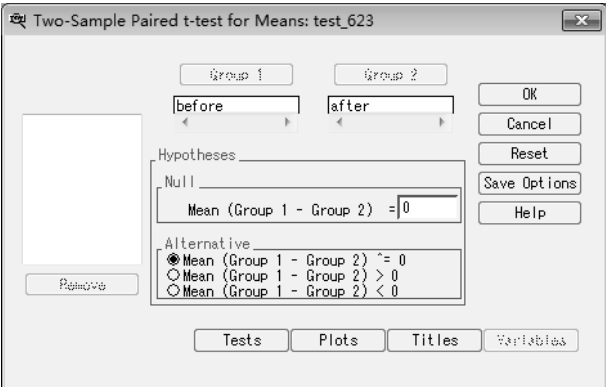 Two-Sample Paired t-test for Means: test_623
Group 1
Group 2
before
after
OK
Cancel
Reset
Save Options
Help
Hypotheses
Null
Mean (Group 1 - Group 2) = 0
Alternative
Mean (Group 1 - Group 2) ^= 0
Mean (Group 1 - Group 2) > 0
Mean (Group 1 - Group 2) < 0
Remove
Tests
Plots
Titles
Variables